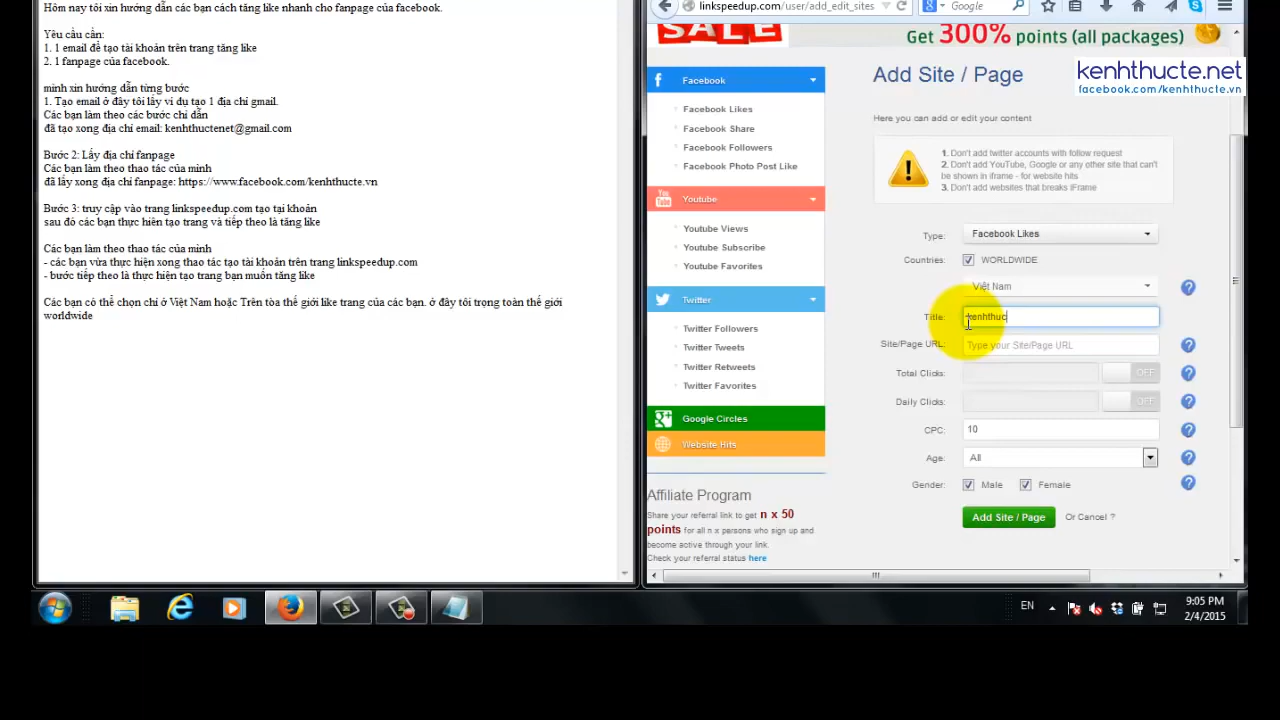 Hôm nay tôi xin hướng dẫn các bạn cách tăng like nhanh cho fanpage của facebook.
Yêu cầu cần:
1. 1 email để tạo tài khoản trên trang tăng like
2. 1 fanpage của facebook.
minh xin hướng dẫn từng bước
1. Tạo email ở đây tôi lấy ví dụ tạo 1 địa chỉ gmail.
Các bạn làm theo các bước chỉ dẫn
đã tạo xong địa chỉ email: kenhthuctenet@gmail.com
Bước 2: Lấy địa chỉ fanpage
Các bạn làm theo thao tác của mình
đã lấy xong địa chỉ fanpage: https://www.facebook.com/kenhthucte.vn
Bước 3: truy cập vào trang linkspeedup.com tạo tại khoản
sau đó các bạn thực hiên tạo trang và tiếp theo là tăng like
Các bạn làm theo thao tác của mình
- các bạn vừa thực hiện xong thao tác tạo tài khoản trên trang linkspeedup.com
- bước tiếp theo là thực hiện tạo trang bạn muốn tăng like
Các bạn có thể chọn chỉ ở Việt Nam hoặc Trên tòa thế giới like trang của các bạn. ở đây tôi trọng toàn thế giới
worldwide
linkspeedup.com/user/add_edit_sites
Google
SALE
Get 300% points (all packages)
kenhthucte.net
facebook.com/kenhthucte.vn
Facebook
Facebook Likes
Facebook Share
Facebook Followers
Facebook Photo Post Like
You
Tube
Youtube
Youtube Views
Youtube Subscribe
Youtube Favorites
Twitter
Twitter Followers
Twitter Tweets
Twitter Retweets
Twitter Favorites
Google Circles
Website Hits
Affiliate Program
Share your referral link to get n x 50
points for all n x persons who sign up and
become active through your link.
Check your referral status here
Add Site / Page
Here you can add or edit your content
1. Don't add twitter accounts with follow request
2. Don't add YouTube, Google or any other site that can't
be shown in iframe - for website hits
3. Don't add websites that breaks IFrame
Type: Facebook Likes
Countries: WORLDWIDE
Việt Nam
Title: kenhthuc
Site/Page URL: Type your Site/Page URL
Total Clicks: OFF
Daily Clicks: OFF
CPC: 10
Age: All
Gender: Male Female
Add Site / Page Or Cancel ?
EN
9:05 PM
2/4/2015